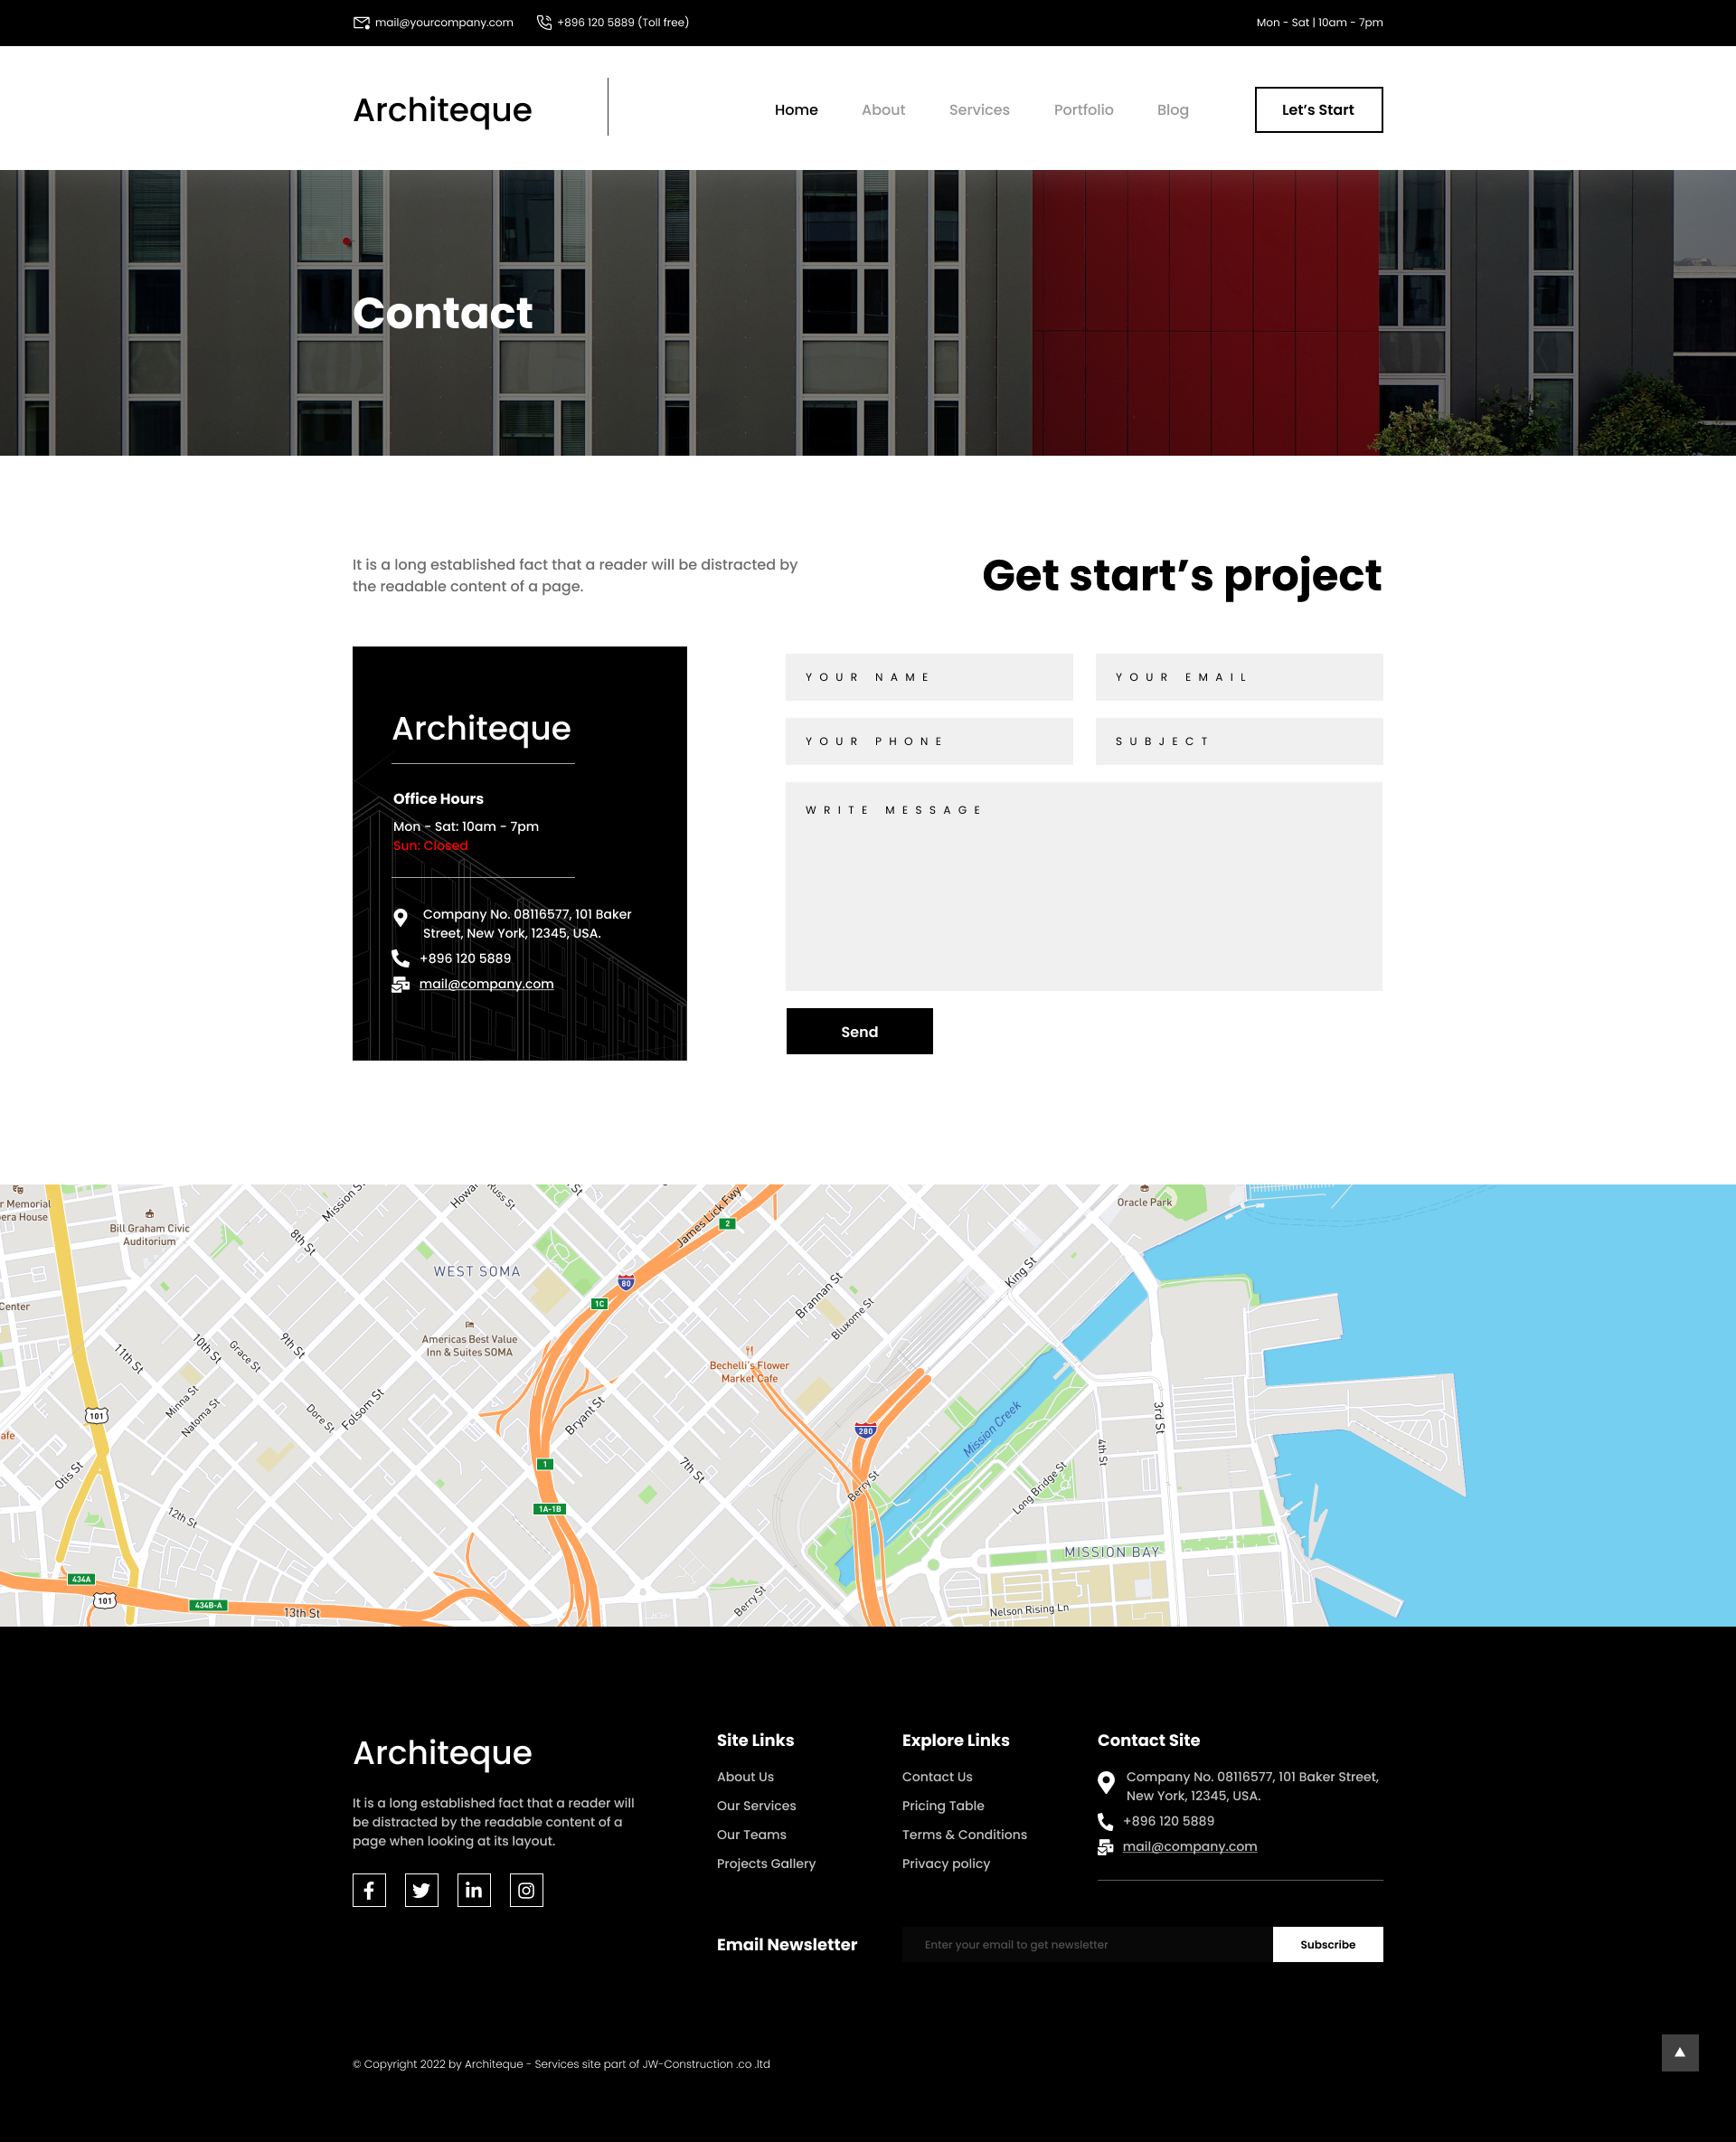 mail@yourcompany.com
+896 120 5889 (Toll free)
Mon - Sat | 10am - 7pm
Architeque
Home
About
Services
Portfolio
Blog
Let’s Start
Contact
It is a long established fact that a reader will be distracted by
the readable content of a page.
Get start’s project
Architeque
Office Hours
Mon - Sat: 10am - 7pm
Sun: Closed
Company No. 08116577, 101 Baker
Street, New York, 12345, USA.
+896 120 5889
mail@company.com
YOUR NAME
YOUR EMAIL
YOUR PHONE
SUBJECT
WRITE MESSAGE
Send
r Memorial
era House
Bill Graham Civic
Auditorium
8th St
Mission St
Howar
Russ St
St
James Lick Fwy
2
Oracle Park
WEST SOMA
80
1C
King St
Brannan St
Bluxome St
Center
11th St
10th St
Grace St
9th St
Americas Best Value
Inn & Suites SOMA
Bechelli’s Flower
Market Cafe
Minna St
Natoma St
Dore St
Folsom St
Bryant St
101
afe
280
Mission Creek
3rd St
4th St
Otis St
1
7th St
Berry St
Long Bridge St
12th St
1A-1B
MISSION BAY
434A
101
434B-A
13th St
Berry St
Nelson Rising Ln
Architeque
It is a long established fact that a reader will
be distracted by the readable content of a
page when looking at its layout.
Site Links
About Us
Our Services
Our Teams
Projects Gallery
Explore Links
Contact Us
Pricing Table
Terms & Conditions
Privacy policy
Contact Site
Company No. 08116577, 101 Baker Street,
New York, 12345, USA.
+896 120 5889
mail@company.com
Email Newsletter
Enter your email to get newsletter
Subscribe
© Copyright 2022 by Architeque - Services site part of JW-Construction .co .ltd